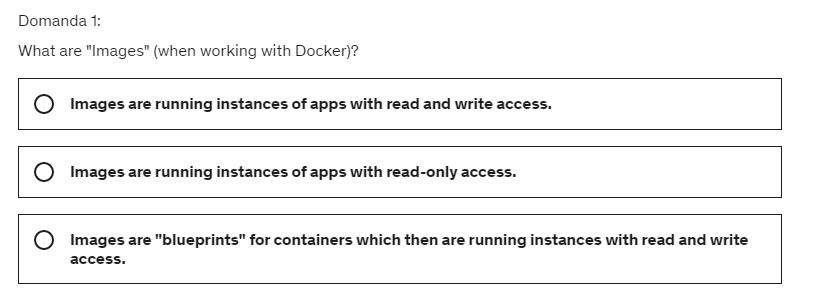 Domanda 1:
What are "Images" (when working with Docker)?
Images are running instances of apps with read and write access.
Images are running instances of apps with read-only access.
Images are "blueprints" for containers which then are running instances with read and write
access.